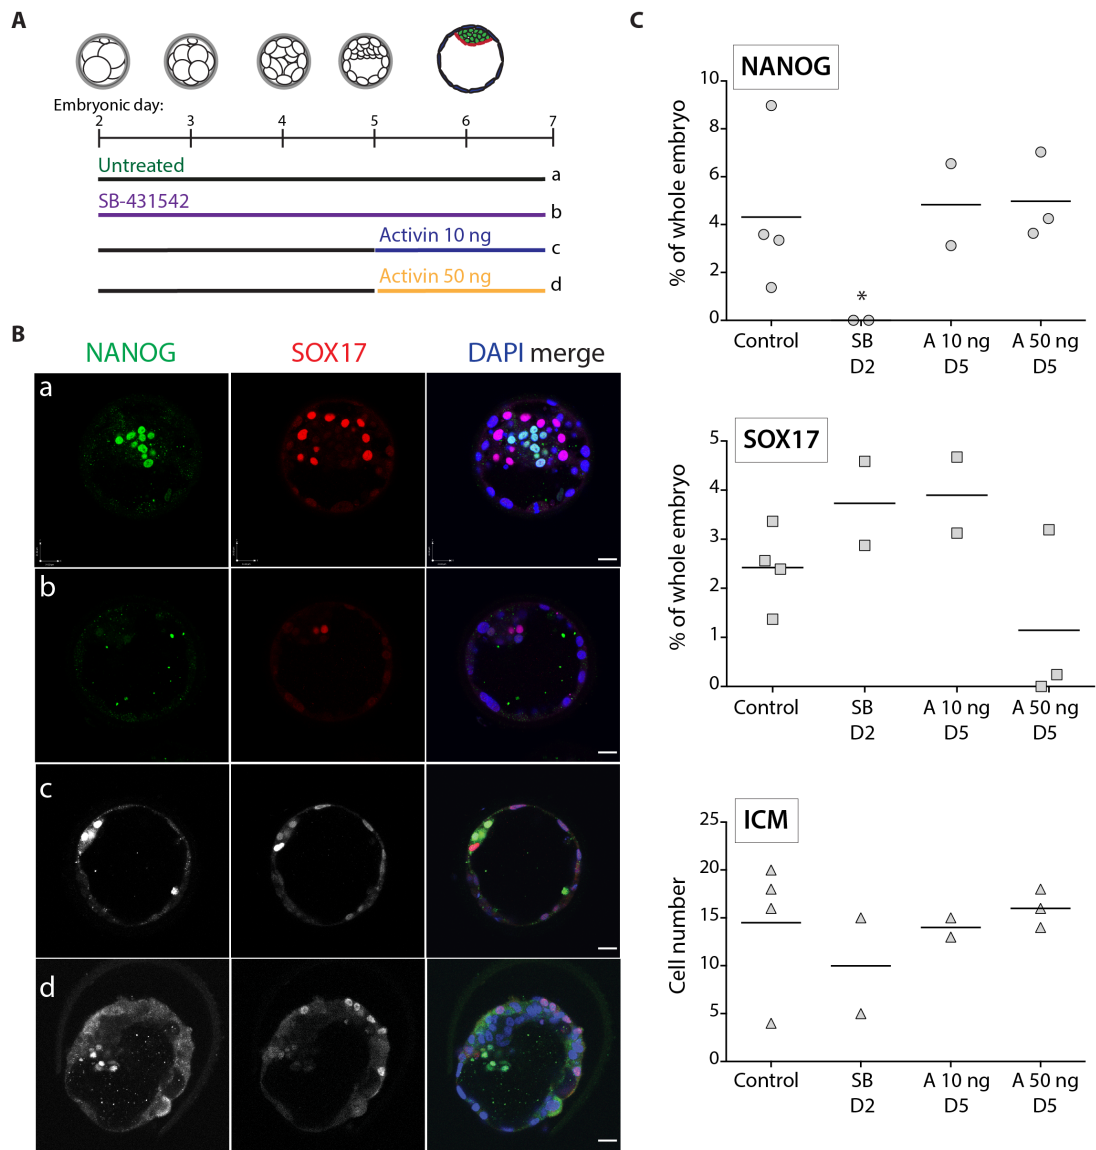 A
Embryonic day:
2 3 4 5 6 7
Untreated
a
SB-431542
b
Activin 10 ng
c
Activin 50 ng
d
B
NANOG SOX17 DAPI merge
a
b
c
d
C
NANOG
% of whole embryo
10
8
6
4
2
0
*
Control SB A 10 ng A 50 ng
D2 D5 D5
SOX17
% of whole embryo
5
4
3
2
1
0
Control SB A 10 ng A 50 ng
D2 D5 D5
ICM
Cell number
25
20
15
10
5
0
Control SB A 10 ng A 50 ng
D2 D5 D5